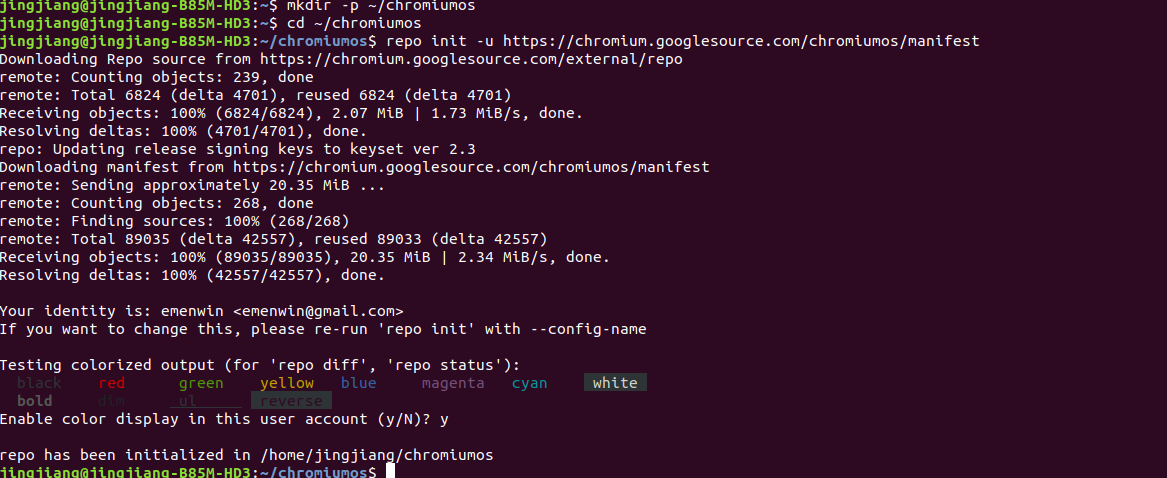 jingjiang@jingjiang-B85M-HD3:~$ mkdir -p ~/chromiumos
jingjiang@jingjiang-B85M-HD3:~$ cd ~/chromiumos
jingjiang@jingjiang-B85M-HD3:~/chromiumos$ repo init -u https://chromium.googlesource.com/chromiumos/manifest
Downloading Repo source from https://chromium.googlesource.com/external/repo
remote: Counting objects: 239, done
remote: Total 6824 (delta 4701), reused 6824 (delta 4701)
Receiving objects: 100% (6824/6824), 2.07 MiB | 1.73 MiB/s, done.
Resolving deltas: 100% (4701/4701), done.
repo: Updating release signing keys to keyset ver 2.3
Downloading manifest from https://chromium.googlesource.com/chromiumos/manifest
remote: Sending approximately 20.35 MiB ...
remote: Counting objects: 268, done
remote: Finding sources: 100% (268/268)
remote: Total 89035 (delta 42557), reused 89033 (delta 42557)
Receiving objects: 100% (89035/89035), 20.35 MiB | 2.34 MiB/s, done.
Resolving deltas: 100% (42557/42557), done.
Your identity is: emenwin <emenwin@gmail.com>
If you want to change this, please re-run 'repo init' with --config-name
Testing colorized output (for 'repo diff', 'repo status'):
black red green yellow blue magenta cyan white
bold dim ul reverse
Enable color display in this user account (y/N)? y
repo has been initialized in /home/jingjiang/chromiumos
jingjiang@jingjiang-B85M-HD3:~/chromiumos$